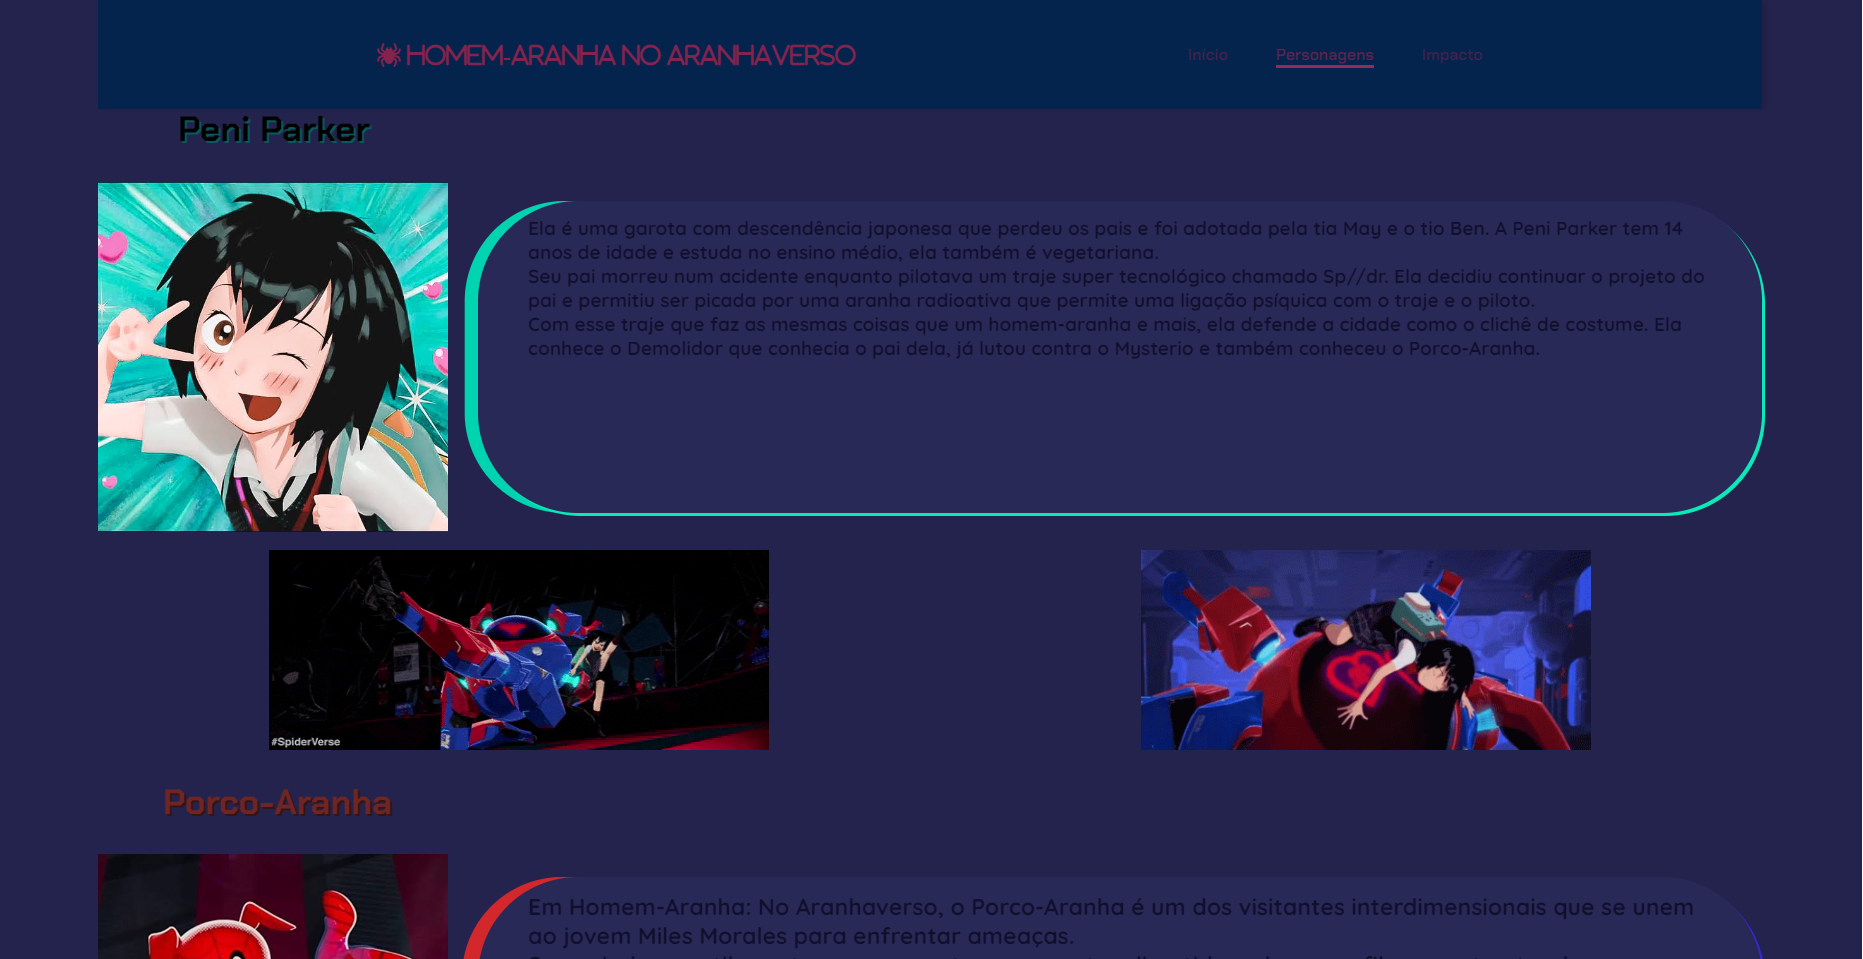 HOMEM-ARANHA NO ARANHAVERSO
Início
Personagens
Impacto
Peni Parker
Ela é uma garota com descendência japonesa que perdeu os pais e foi adotada pela tia May e o tio Ben. A Peni Parker tem 14
anos de idade e estuda no ensino médio, ela também é vegetariana.
Seu pai morreu num acidente enquanto pilotava um traje super tecnológico chamado Sp//dr. Ela decidiu continuar o projeto do
pai e permitiu ser picada por uma aranha radioativa que permite uma ligação psíquica com o traje e o piloto.
Com esse traje que faz as mesmas coisas que um homem-aranha e mais, ela defende a cidade como o clichê de costume. Ela
conhece o Demolidor que conhecia o pai dela, já lutou contra o Mysterio e também conheceu o Porco-Aranha.
#SpiderVerse
Porco-Aranha
Em Homem-Aranha: No Aranhaverso, o Porco-Aranha é um dos visitantes interdimensionais que se unem
ao jovem Miles Morales para enfrentar ameaças.